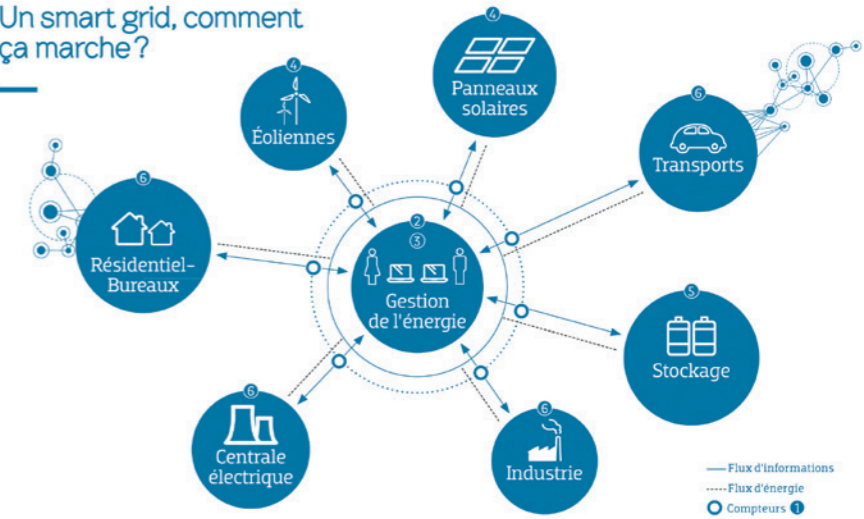 Un smart grid, comment
ça marche ?
4
Éoliennes
4
Panneaux
solaires
6
Transports
6
Résidentiel-
Bureaux
2
3
Gestion
de l'énergie
5
Stockage
6
Centrale
électrique
6
Industrie
Flux d'informations
Flux d'énergie
Compteurs 1